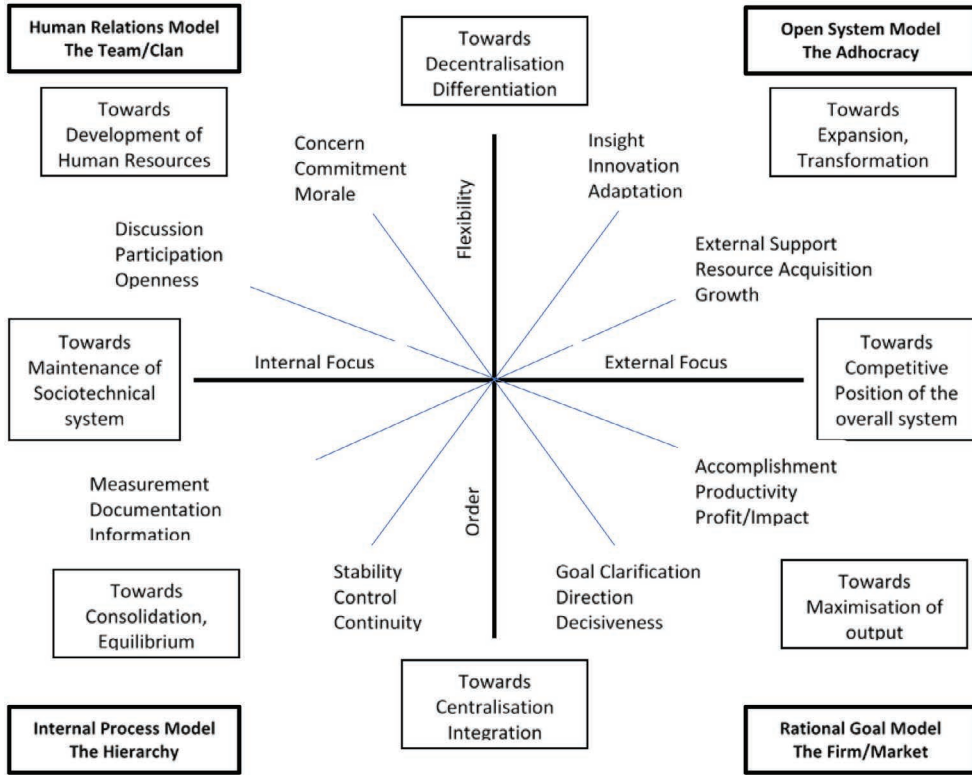 Human Relations Model
The Team/Clan
Towards
Decentralisation
Differentiation
Open System Model
The Adhocracy
Towards
Development of
Human Resources
Concern
Commitment
Morale
Insight
Innovation
Adaptation
Towards
Expansion,
Transformation
Flexibility
Discussion
Participation
Openness
External Support
Resource Acquisition
Growth
Towards
Maintenance of
Sociotechnical
system
Internal Focus
External Focus
Towards
Competitive
Position of the
overall system
Measurement
Documentation
Information
Order
Accomplishment
Productivity
Profit/Impact
Towards
Consolidation,
Equilibrium
Stability
Control
Continuity
Goal Clarification
Direction
Decisiveness
Towards
Maximisation of
output
Towards
Centralisation
Integration
Internal Process Model
The Hierarchy
Rational Goal Model
The Firm/Market